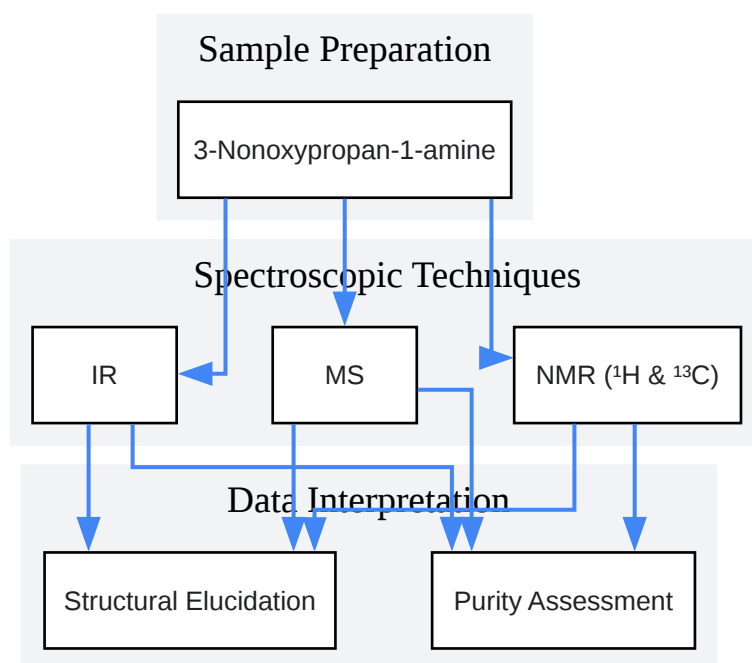 Sample Preparation
3-Nonoxypropan-1-amine
Spectroscopic Techniques
IR
MS
NMR (¹H & ¹³C)
Data Interpretation
Structural Elucidation
Purity Assessment